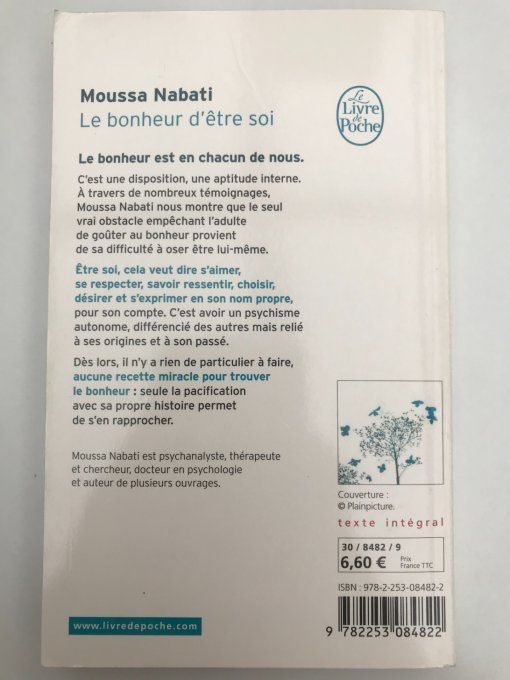 Moussa Nabati
Le bonheur d'être soi
Le
Livre
de
Poche
Le bonheur est en chacun de nous.
C'est une disposition, une aptitude interne.
À travers de nombreux témoignages,
Moussa Nabati nous montre que le seul
vrai obstacle empêchant l'adulte
de goûter au bonheur provient
de sa difficulté à oser être lui-même.
Être soi, cela veut dire s'aimer,
se respecter, savoir ressentir, choisir,
désirer et s'exprimer en son nom propre,
pour son compte. C'est avoir un psychisme
autonome, différencié des autres mais relié
à ses origines et à son passé.
Dès lors, il n'y a rien de particulier à faire,
aucune recette miracle pour trouver
le bonheur : seule la pacification
avec sa propre histoire permet
de s'en rapprocher.
Moussa Nabati est psychanalyste, thérapeute
et chercheur, docteur en psychologie
et auteur de plusieurs ouvrages.
Couverture :
© Plainpicture.
texte intégral
30 / 8482 / 9
6,60 € Prix
France TTC
ISBN : 978-2-253-08482-2
9 782253 084822
www.livredepoche.com